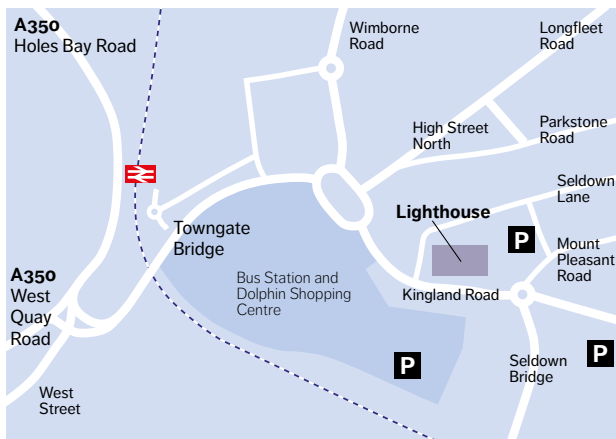 A350
Holes Bay Road
Wimborne
Road
Longfleet
Road
High Street
North
Parkstone
Road
Seldown
Lane
Lighthouse
P
Towngate
Bridge
Mount
Pleasant
Road
A350
West
Quay
Road
Bus Station and
Dolphin Shopping
Centre
Kingland Road
P
P
Seldown
Bridge
West
Street